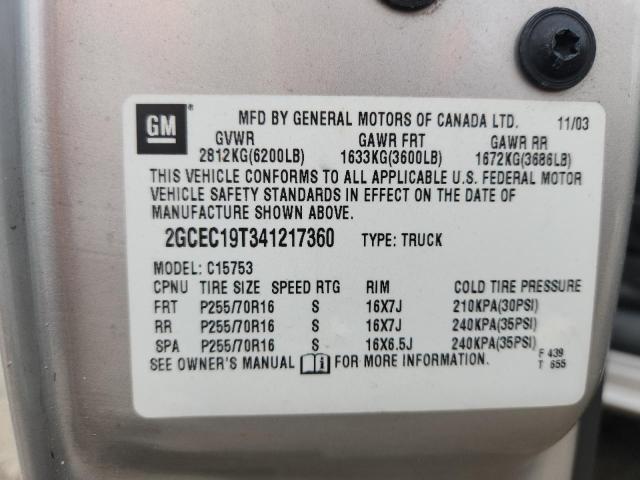 GM ® MFD BY GENERAL MOTORS OF CANADA LTD. 11/03
GVWR GAWR FRT GAWR RR
2812KG(6200LB) 1633KG(3600LB) 1672KG(3686LB)
THIS VEHICLE CONFORMS TO ALL APPLICABLE U.S. FEDERAL MOTOR
VEHICLE SAFETY STANDARDS IN EFFECT ON THE DATE OF
MANUFACTURE SHOWN ABOVE.
2GCEC19T341217360 TYPE: TRUCK
MODEL: C15753
CPNU TIRE SIZE SPEED RTG RIM COLD TIRE PRESSURE
FRT P255/70R16 S 16X7J 210KPA(30PSI)
RR P255/70R16 S 16X7J 240KPA(35PSI)
SPA P255/70R16 S 16X6.5J 240KPA(35PSI)
SEE OWNER'S MANUAL i FOR MORE INFORMATION.
F 439
T 655